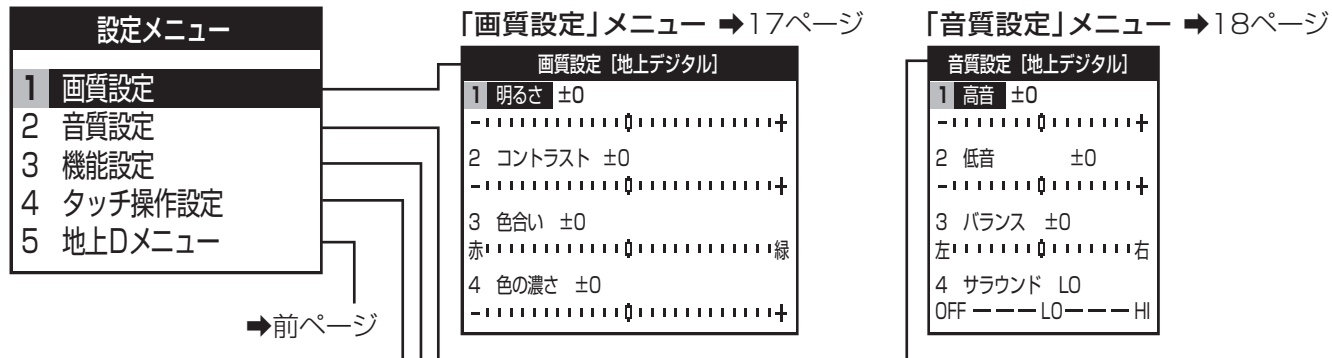 設定メニュー
1 画質設定
2 音質設定
3 機能設定
4 タッチ操作設定
5 地上Dメニュー
➡前ページ
「画質設定」メニュー ➡17ページ
画質設定 [地上デジタル]
1 明るさ ±0
- +
2 コントラスト ±0
- +
3 色合い ±0
赤 緑
4 色の濃さ ±0
- +
「音質設定」メニュー ➡18ページ
音質設定 [地上デジタル]
1 高音 ±0
- +
2 低音 ±0
- +
3 バランス ±0
左 右
4 サラウンド LO
OFF ーーー LO ーーー HI